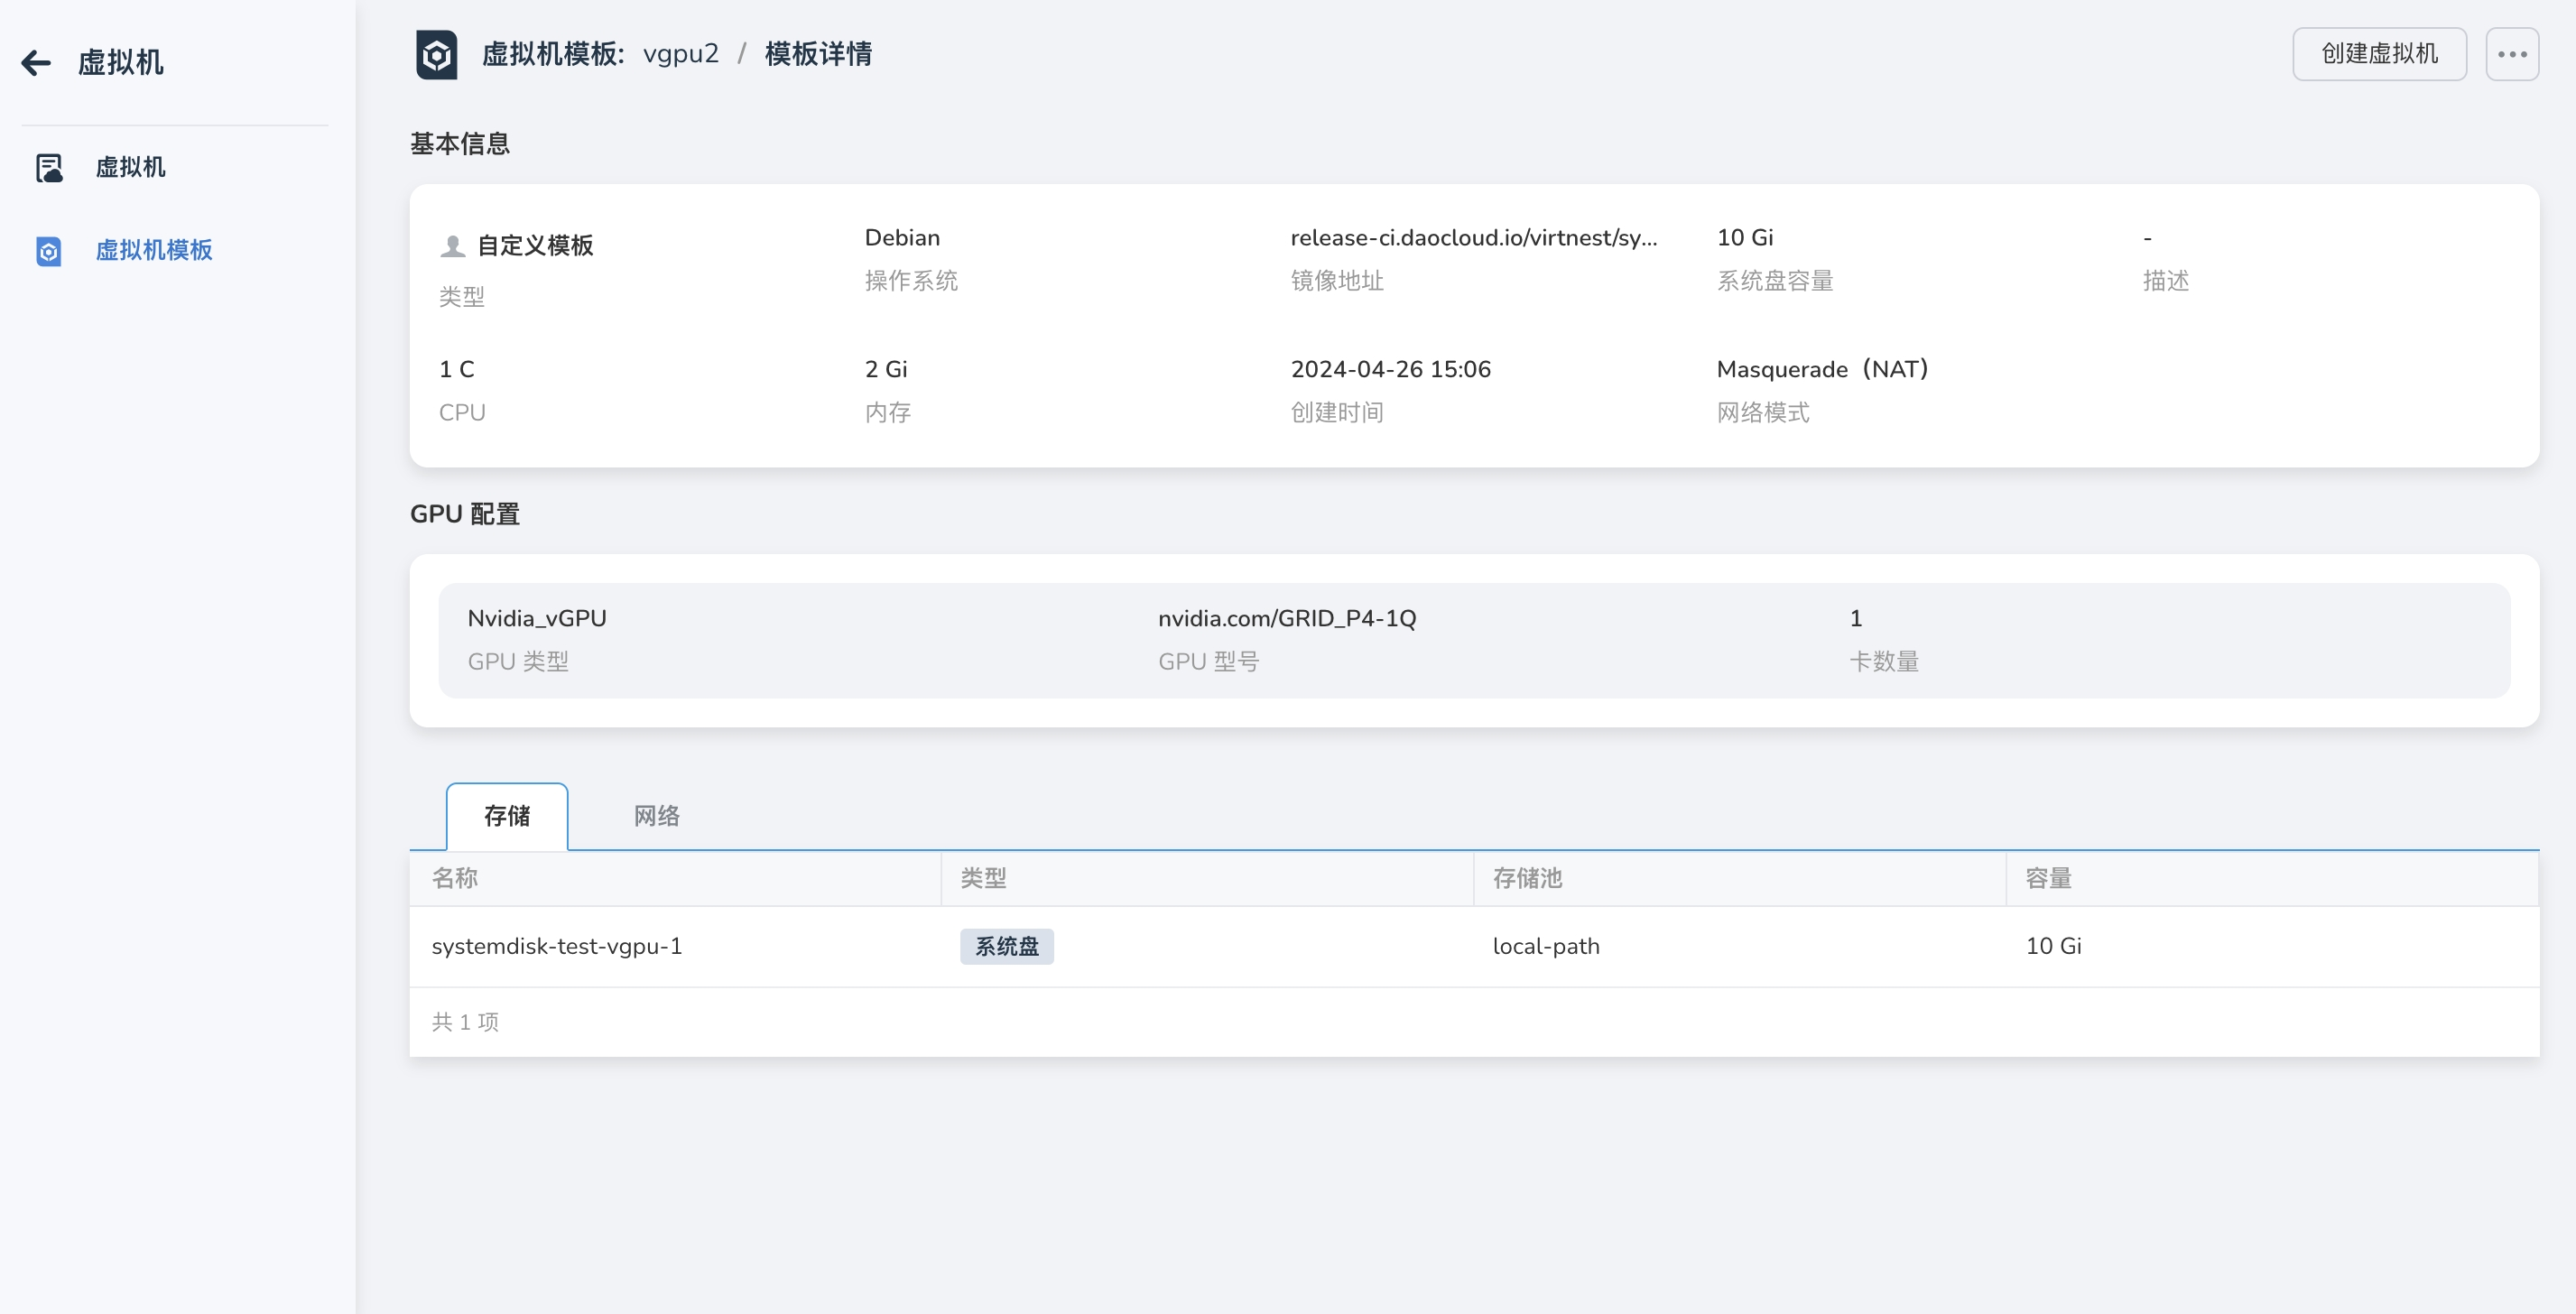 虚拟机
虚拟机
虚拟机模板
虚拟机模板: vgpu2 / 模板详情
创建虚拟机
基本信息
自定义模板
类型
Debian
操作系统
release-ci.daocloud.io/virtnest/sy...
镜像地址
10 Gi
系统盘容量
-
描述
1 C
CPU
2 Gi
内存
2024-04-26 15:06
创建时间
Masquerade（NAT）
网络模式
GPU 配置
Nvidia_vGPU
GPU 类型
nvidia.com/GRID_P4-1Q
GPU 型号
1
卡数量
存储 网络
名称 类型 存储池 容量
systemdisk-test-vgpu-1 系统盘 local-path 10 Gi
共 1 项